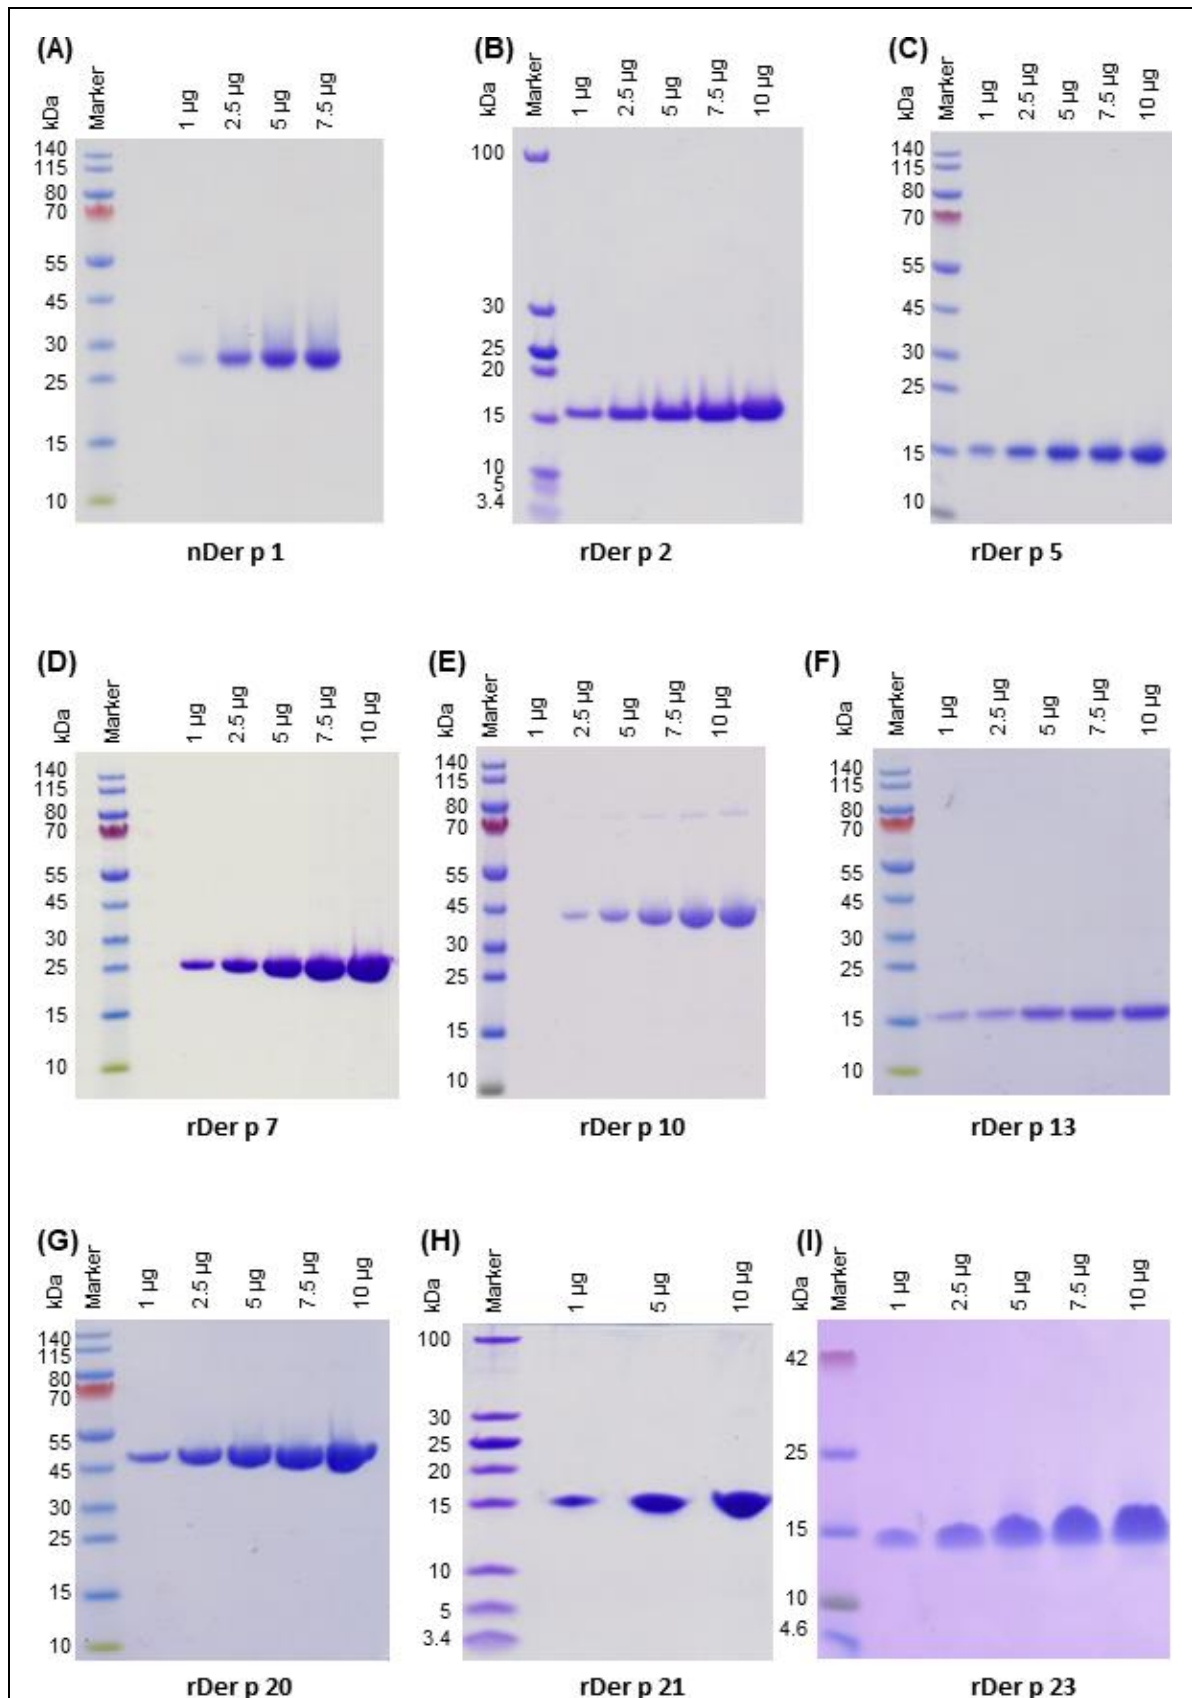 (A)
kDa
Marker
1 µg
2.5 µg
5 µg
7.5 µg
140
115
80
70
55
45
30
25
15
10
nDer p 1
(B)
kDa
Marker
1 µg
2.5 µg
5 µg
7.5 µg
10 µg
100
30
25
20
15
10
5
3.4
rDer p 2
(C)
kDa
Marker
1 µg
2.5 µg
5 µg
7.5 µg
10 µg
140
115
80
70
55
45
30
25
15
10
rDer p 5
(D)
kDa
Marker
1 µg
2.5 µg
5 µg
7.5 µg
10 µg
140
115
80
70
55
45
30
25
15
10
rDer p 7
(E)
kDa
Marker
1 µg
2.5 µg
5 µg
7.5 µg
10 µg
140
115
80
70
55
45
30
25
15
10
rDer p 10
(F)
kDa
Marker
1 µg
2.5 µg
5 µg
7.5 µg
10 µg
140
115
80
70
55
45
30
25
15
10
rDer p 13
(G)
kDa
Marker
1 µg
2.5 µg
5 µg
7.5 µg
10 µg
140
115
80
70
55
45
30
25
15
10
rDer p 20
(H)
kDa
Marker
1 µg
5 µg
10 µg
100
30
25
20
15
10
5
3.4
rDer p 21
(I)
kDa
Marker
1 µg
2.5 µg
5 µg
7.5 µg
10 µg
42
25
15
10
4.6
rDer p 23